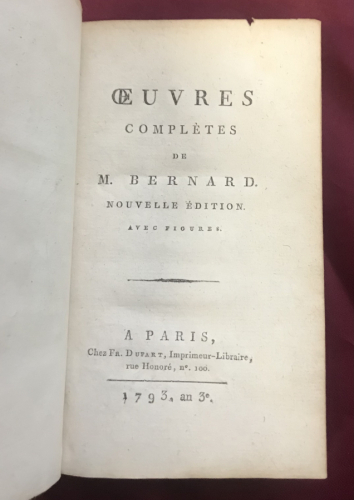 ŒUVRES
COMPLÉTES
DE
M. BERNARD.
NOUVELLE ÉDITION.
AVEC FIGURES.
A PARIS,
Chez Fr. Dufart, Imprimeur-Libraire,
rue Honoré, nº. 100.
1793, an 3e.